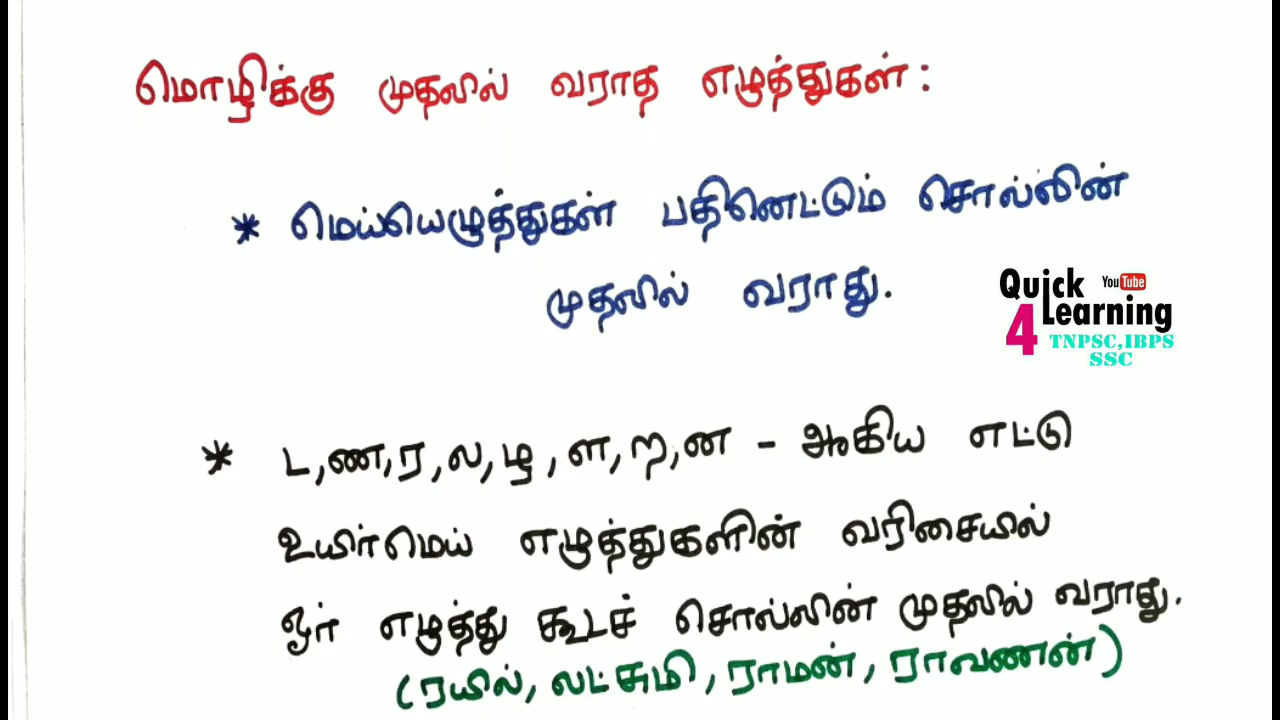 மொழிக்கு முதலில் வராத எழுத்துகள் :
* மெய்யெழுத்துகள் பதினெட்டும் சொல்லின்
முதலில் வராது.
Quick YouTube
4 Learning
TNPSC,IBPS
SSC
* ட,ண,ர,ல,ழ,ள,ற,ன - ஆகிய எட்டு
உயிர்மெய் எழுத்துகளின் வரிசையில்
ஓர் எழுத்து கூடச் சொல்லின் முதலில் வராது.
(ரயில், லட்சுமி, ராமன், ராவணன்)